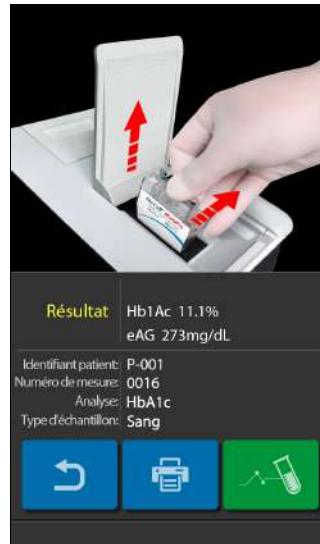 Résultat Hb1Ac 11.1%
eAG 273mg/dL
Identifiant patient: P-001
Numéro de mesure: 0016
Analyse: HbA1c
Type d'échantillon: Sang